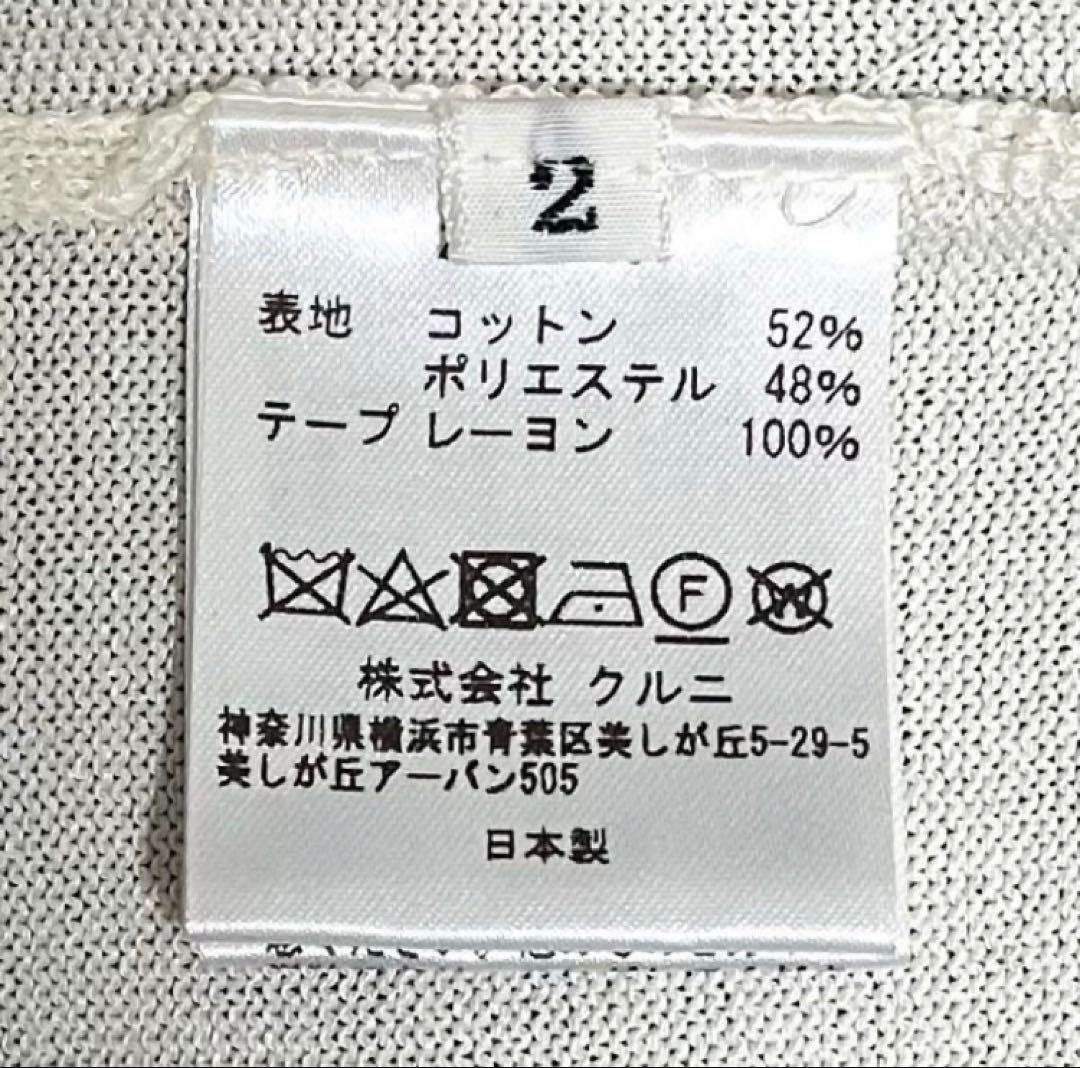 2
表地 コットン 52%
ポリエステル 48%
テープ レーヨン 100%
F W
株式会社 クルニ
神奈川県横浜市青葉区美しが丘5-29-5
美しが丘アーバン505
日本製